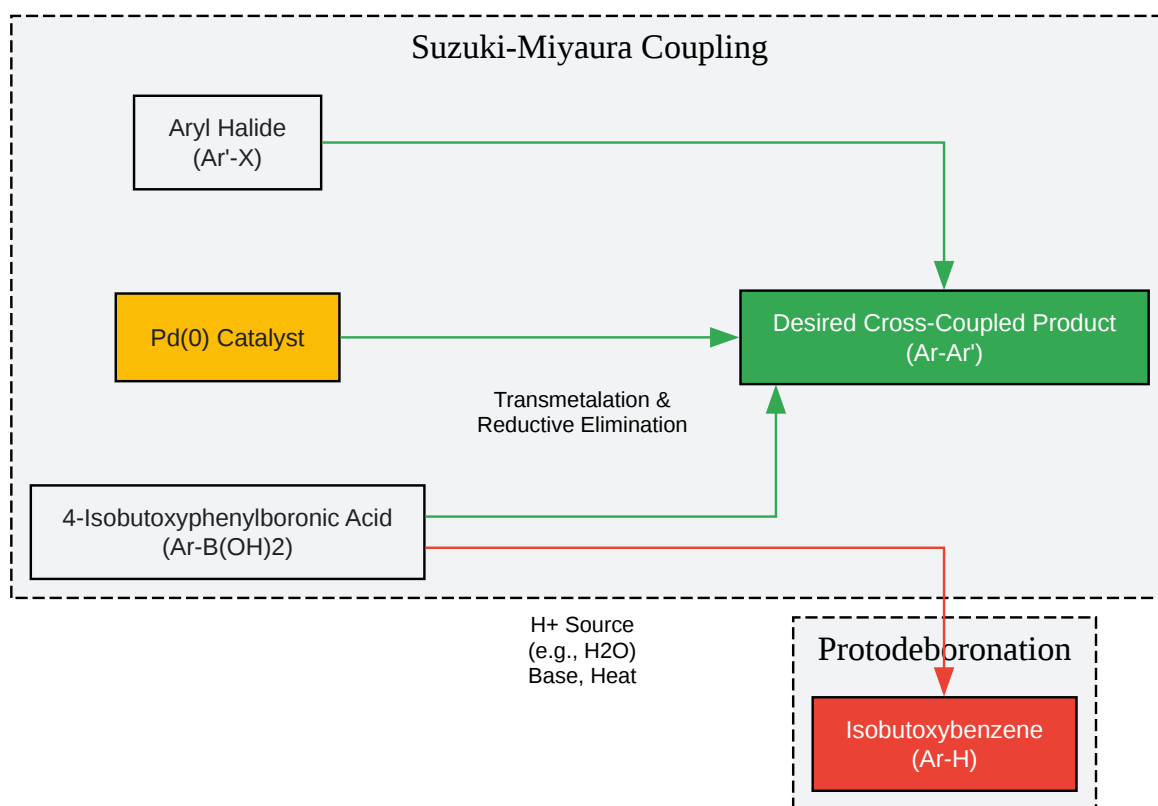 Suzuki-Miyaura Coupling
Aryl Halide
(Ar'-X)
Pd(0) Catalyst
Desired Cross-Coupled Product
(Ar-Ar')
Transmetalation &
Reductive Elimination
4-Isobutoxyphenylboronic Acid
(Ar-B(OH)2)
H+ Source
(e.g., H2O)
Base, Heat
Protodeboronation
Isobutoxybenzene
(Ar-H)